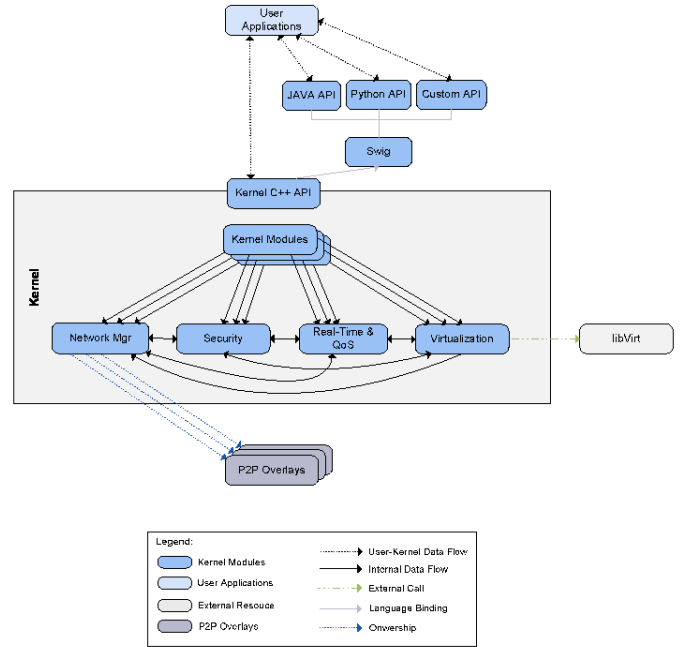 User
Applications
JAVA API
Python API
Custom API
Swig
Kernel C++ API
Kernel
Kernel Modules
Network Mgr
Security
Real-Time &
QoS
Virtualization
libVirt
P2P Overlays
Legend:
Kernel Modules
User Applications
External Resouce
P2P Overlays
User-Kernel Data Flow
Internal Data Flow
External Call
Language Binding
Onwership